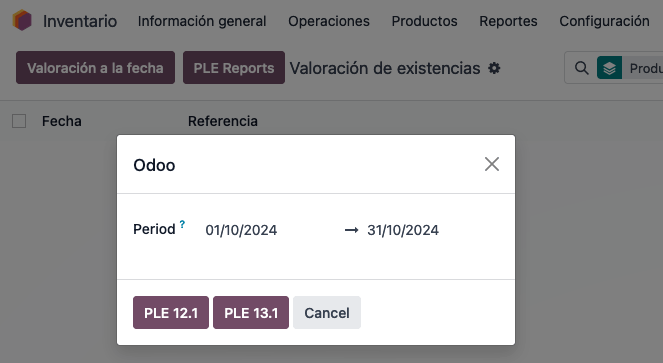 Inventario Información general Operaciones Productos Reportes Configuración
Valoración a la fecha PLE Reports Valoración de existencias Produ
Fecha Referencia
Odoo
Period ? 01/10/2024 → 31/10/2024
PLE 12.1 PLE 13.1 Cancel